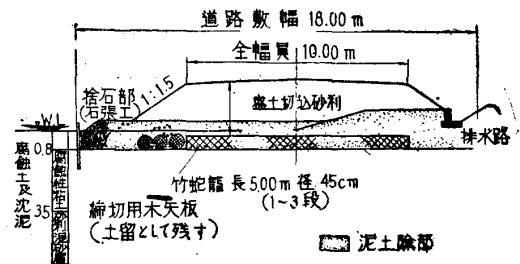 道路敷幅 18.00 m
全幅員 10.00 m
捨石部
(石張工)
1:1.5
切込砂利
W.L
0.8
排水路
腐蝕土及沈泥
竹蛇籠 長 5.00 m 径 45cm
(1~3段)
3.5
締切用木矢板
(土留として残す)
泥土除部